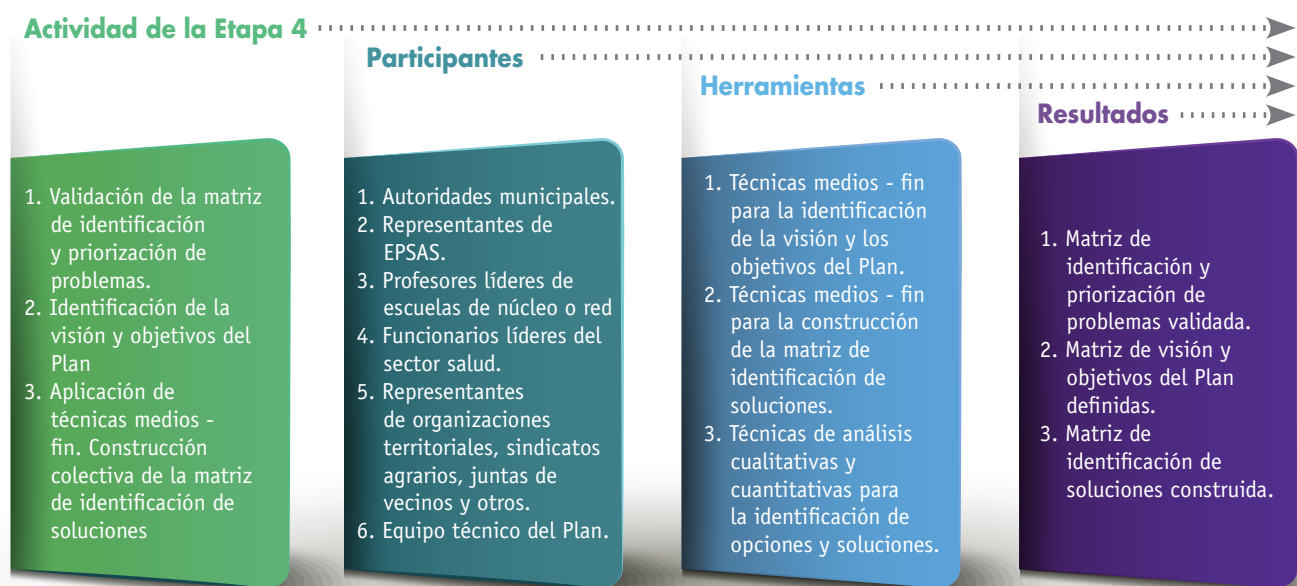 Actividad de la Etapa 4
Participantes
Herramientas
Resultados
1. Validación de la matriz
de identificación
y priorización de
problemas.
2. Identificación de la
visión y objetivos del
Plan
3. Aplicación de
técnicas medios -
fin. Construcción
colectiva de la matriz
de identificación de
soluciones
1. Autoridades municipales.
2. Representantes de
EPSAS.
3. Profesores líderes de
escuelas de núcleo o red
4. Funcionarios líderes del
sector salud.
5. Representantes
de organizaciones
territoriales, sindicatos
agrarios, juntas de
vecinos y otros.
6. Equipo técnico del Plan.
1. Técnicas medios - fin
para la identificación
de la visión y los
objetivos del Plan.
2. Técnicas medios - fin
para la construcción
de la matriz de
identificación de
soluciones.
3. Técnicas de análisis
cualitativas y
cuantitativas para
la identificación de
opciones y soluciones.
1. Matriz de
identificación y
priorización de
problemas validada.
2. Matriz de visión y
objetivos del Plan
definidas.
3. Matriz de
identificación de
soluciones construida.